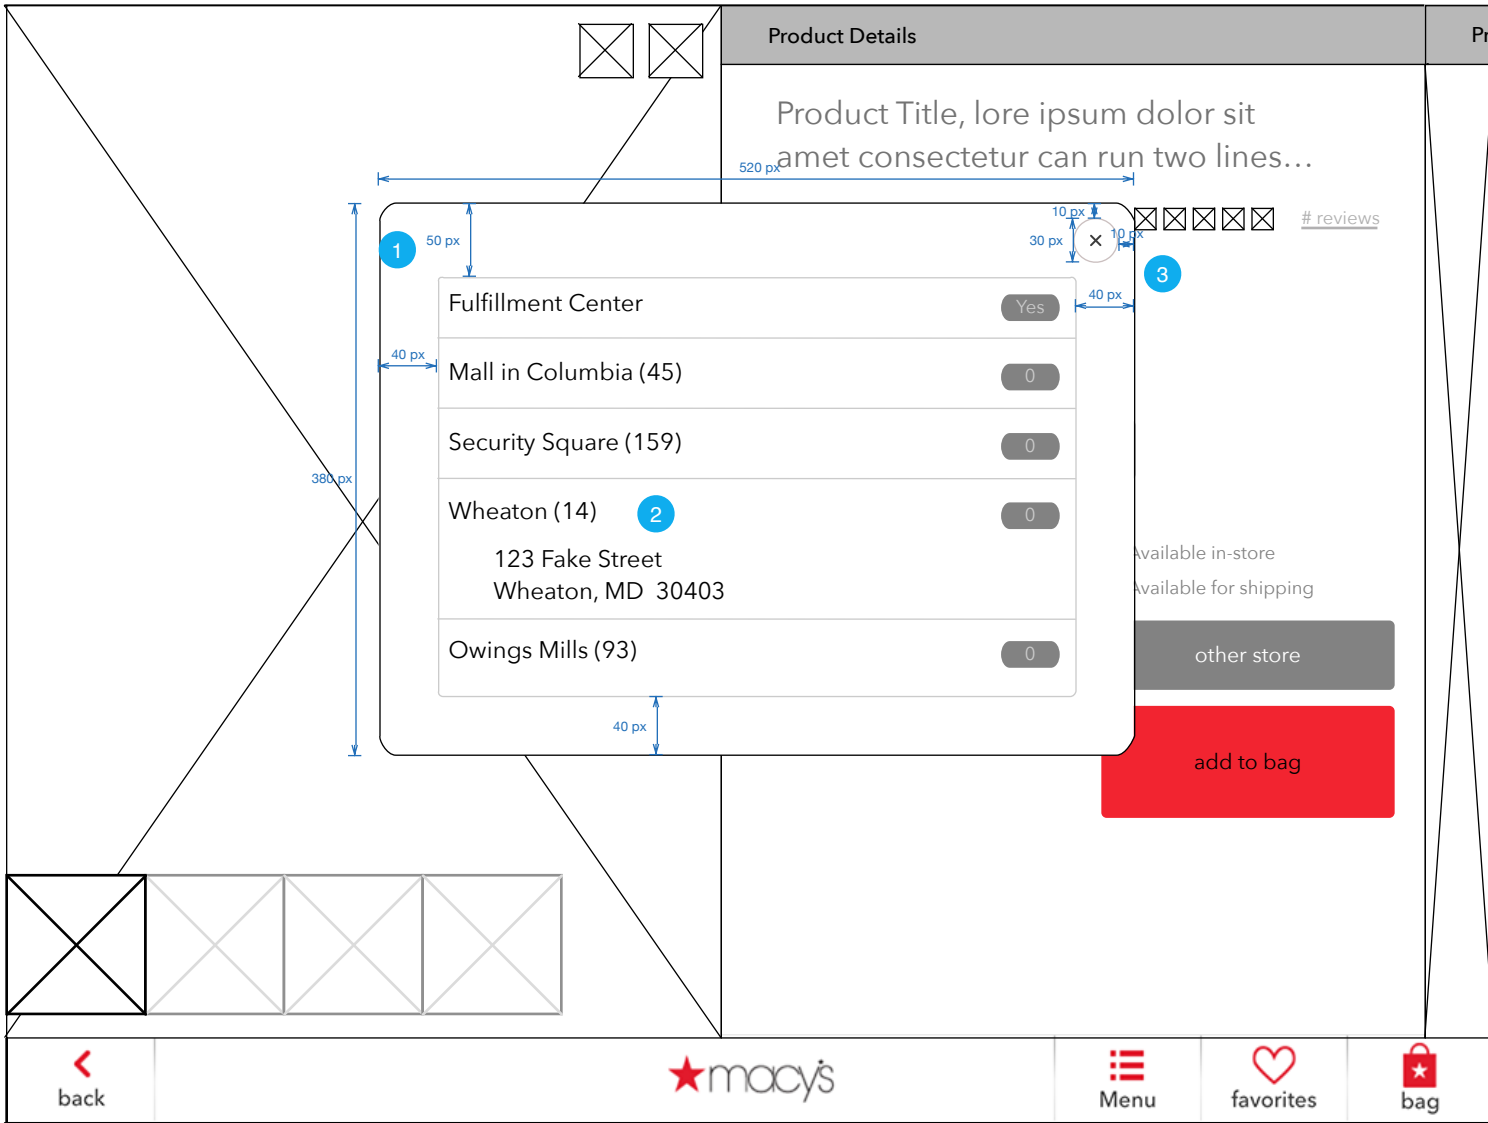 Product Details
Pr
Product Title, lore ipsum dolor sit
amet consectetur can run two lines...
520 px
10 px
# reviews
1
50 px
30 px
×
10 px
3
40 px
Fulfillment Center
Yes
40 px
Mall in Columbia (45)
0
Security Square (159)
0
380 px
Wheaton (14)
2
0
123 Fake Street
Wheaton, MD  30403
Available in-store
Available for shipping
Owings Mills (93)
0
other store
40 px
add to bag
back
macy's
Menu
favorites
bag